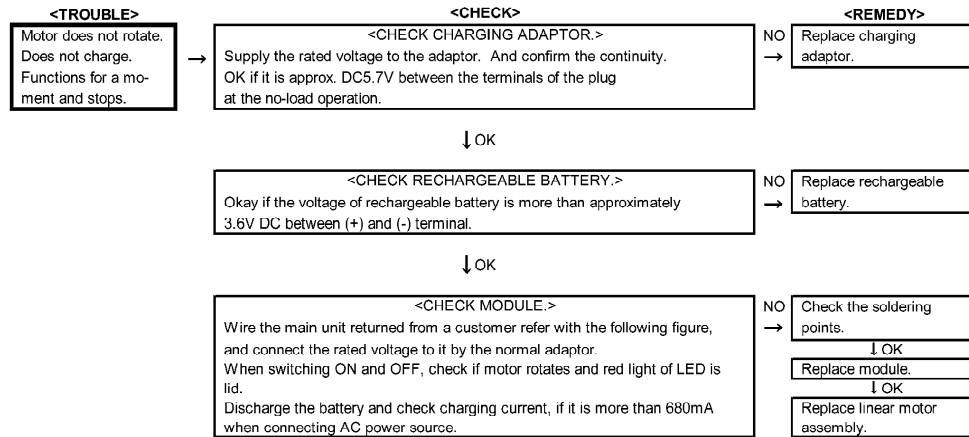 <TROUBLE>
Motor does not rotate.
Does not charge.
Functions for a mo-
ment and stops.
→
<CHECK>
<CHECK CHARGING ADAPTOR.>
Supply the rated voltage to the adaptor. And confirm the continuity.
OK if it is approx. DC5.7V between the terminals of the plug
at the no-load operation.
NO
→
<REMEDY>
Replace charging
adaptor.
↓OK
<CHECK RECHARGEABLE BATTERY.>
Okay if the voltage of rechargeable battery is more than approximately
3.6V DC between (+) and (-) terminal.
NO
→
Replace rechargeable
battery.
↓OK
<CHECK MODULE.>
Wire the main unit returned from a customer refer with the following figure,
and connect the rated voltage to it by the normal adaptor.
When switching ON and OFF, check if motor rotates and red light of LED is
lid.
Discharge the battery and check charging current, if it is more than 680mA
when connecting AC power source.
NO
→
Check the soldering
points.
↓OK
Replace module.
↓OK
Replace linear motor
assembly.